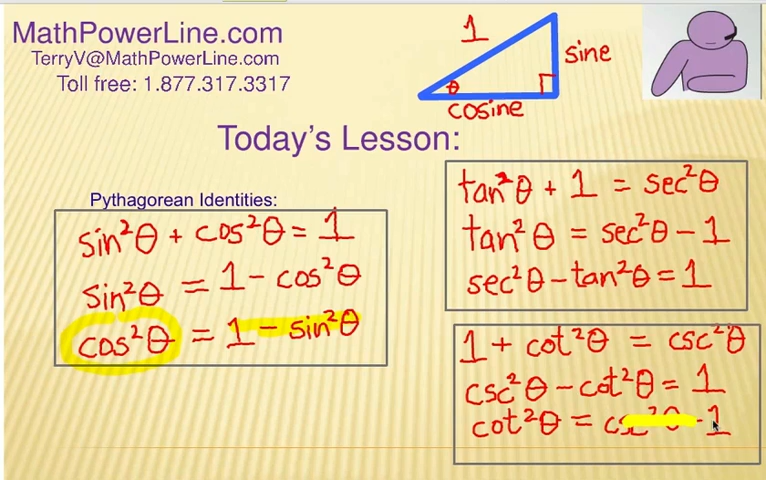 MathPowerLine.com
TerryV@MathPowerLine.com
Toll free: 1.877.317.3317
1
sine
θ
cosine
Today's Lesson:
Pythagorean Identities:
sin²θ + cos²θ = 1
sin²θ = 1 - cos²θ
cos²θ = 1 - sin²θ
tan²θ + 1 = sec²θ
tan²θ = sec²θ - 1
sec²θ - tan²θ = 1
1 + cot²θ = csc²θ
csc²θ - cot²θ = 1
cot²θ = csc²θ - 1